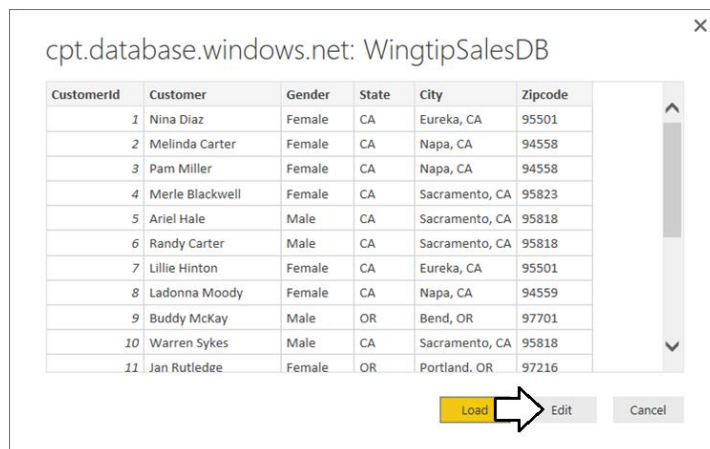 cpt.database.windows.net: WingtipSalesDB
CustomerId Customer Gender State City Zipcode
1 Nina Diaz Female CA Eureka, CA 95501
2 Melinda Carter Female CA Napa, CA 94558
3 Pam Miller Female CA Napa, CA 94558
4 Merle Blackwell Female CA Sacramento, CA 95823
5 Ariel Hale Male CA Sacramento, CA 95818
6 Randy Carter Male CA Sacramento, CA 95818
7 Lillie Hinton Female CA Eureka, CA 95501
8 Ladonna Moody Female CA Napa, CA 94559
9 Buddy McKay Male OR Bend, OR 97701
10 Warren Sykes Male CA Sacramento, CA 95818
11 Jan Rutledge Female OR Portland, OR 97216
Load Edit Cancel